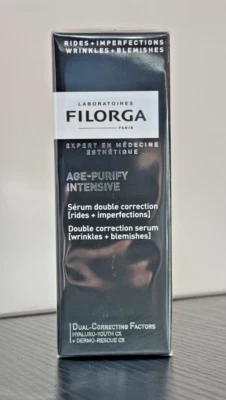 RIDES + IMPERFECTIONS
WRINKLES + BLEMISHES
LABORATOIRES
FILORGA
PARIS
EXPERT EN MÉDECINE
ESTHÉTIQUE
AGE-PURIFY
INTENSIVE
Sérum double correction
[rides + imperfections]
Double correction serum
[wrinkles + blemishes]
DUAL-CORRECTING FACTORS
HYALURO-YOUTH CX
+ DERMO-RESCUE CX